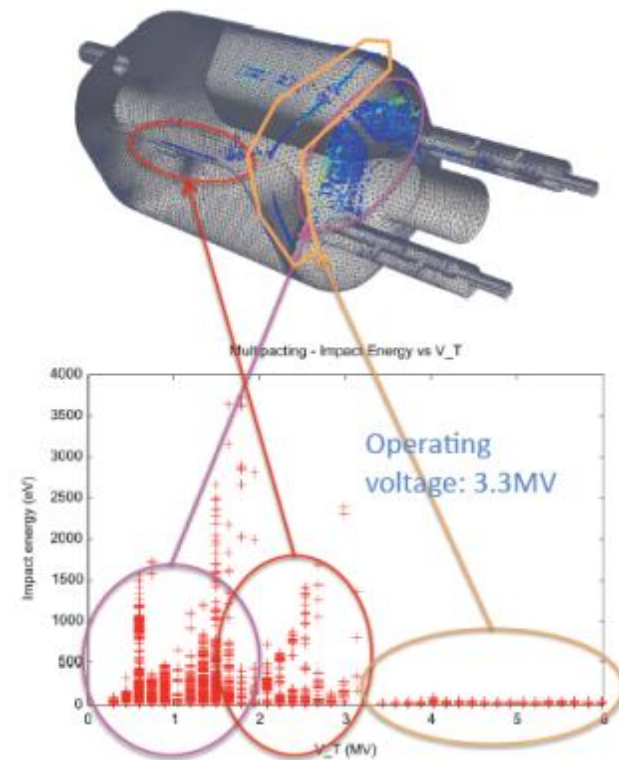 Multipacting - Impact Energy vs V_T
4000
3500
3000
2500
2000
1500
1000
500
0
Impact energy (eV)
Operating
voltage: 3.3MV
0 1 2 3 4 5 6
V_T (MV)